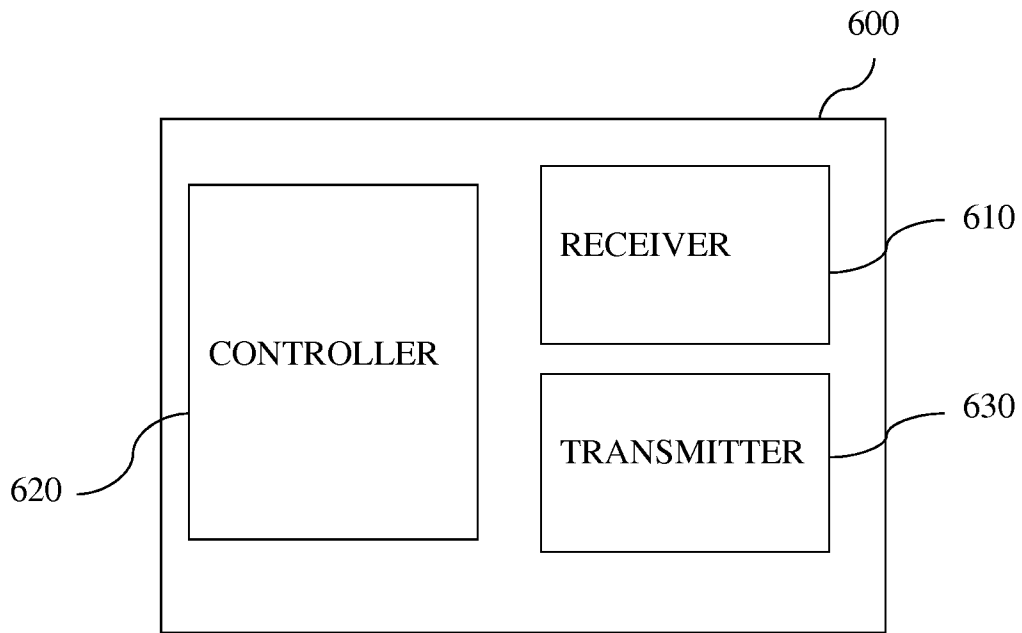 600
RECEIVER
610
CONTROLLER
TRANSMITTER
630
620